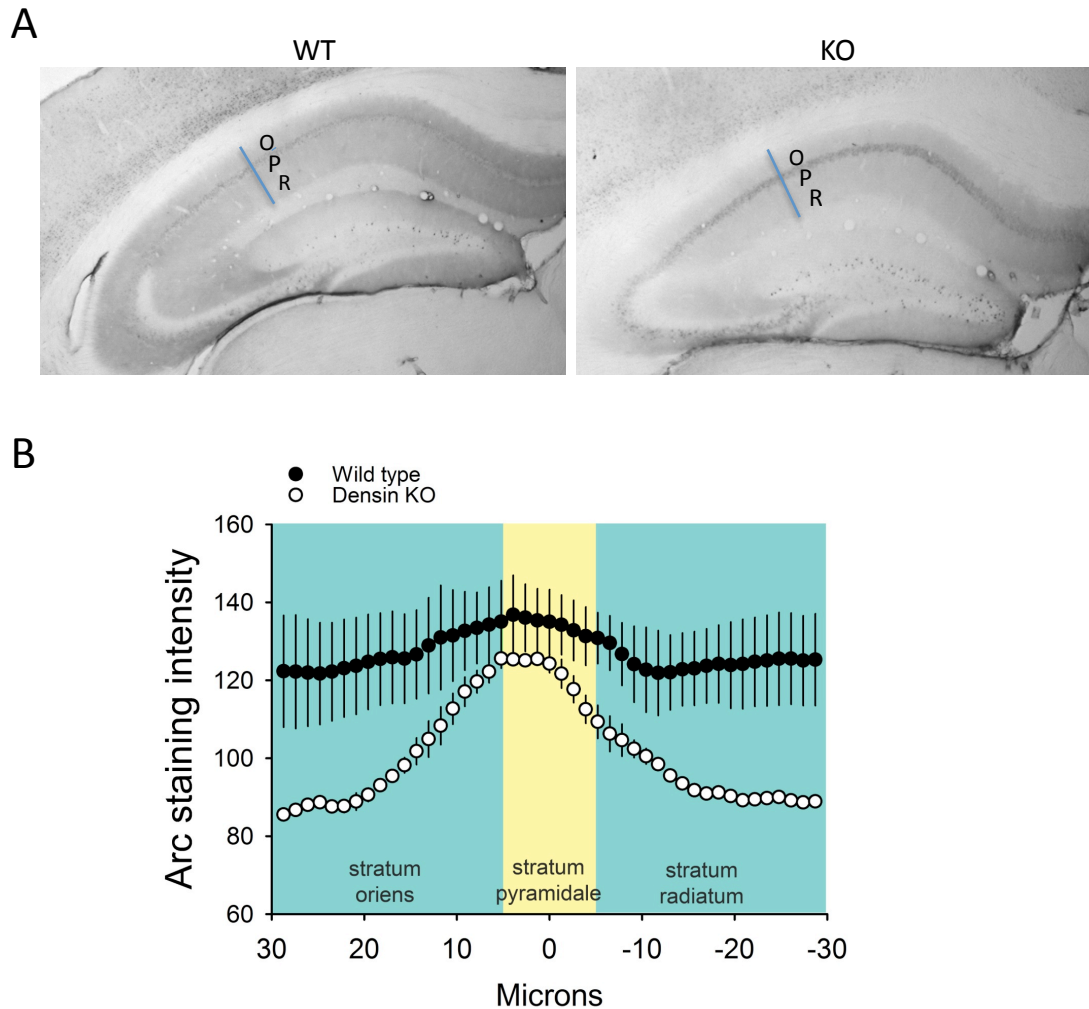 A
WT
KO
O
P
R
O
P
R
B
Wild type
Densin KO
160
140
120
100
80
60
Arc staining intensity
stratum
oriens
stratum
pyramidale
stratum
radiatum
30
20
10
0
-10
-20
-30
Microns